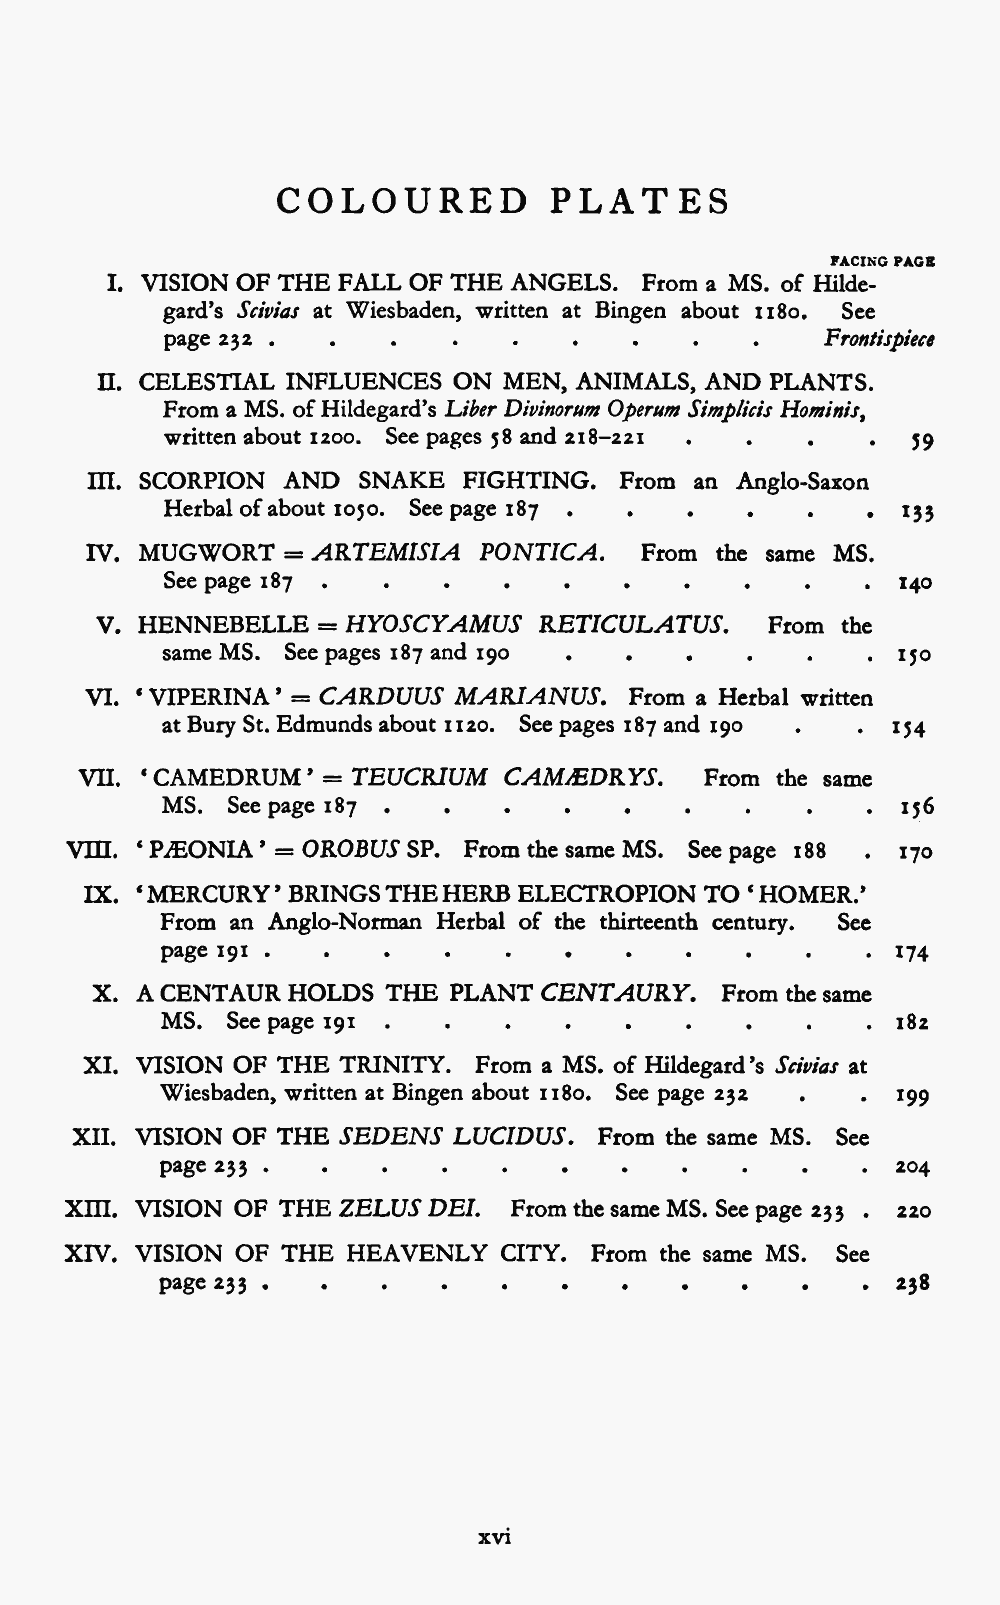 COLOURED PLATES
FACING PAGE
I. VISION OF THE FALL OF THE ANGELS. From a MS. of Hilde-
gard's Scivias at Wiesbaden, written at Bingen about 1180. See
page 232 . . . . . . . . . Frontispiece
II. CELESTIAL INFLUENCES ON MEN, ANIMALS, AND PLANTS.
From a MS. of Hildegard's Liber Divinorum Operum Simplicis Hominis,
written about 1200. See pages 58 and 218–221 . . . . 59
III. SCORPION AND SNAKE FIGHTING. From an Anglo-Saxon
Herbal of about 1050. See page 187 . . . . . . 133
IV. MUGWORT = ARTEMISIA PONTICA. From the same MS.
See page 187 . . . . . . . . . . 140
V. HENNEBELLE = HYOSCYAMUS RETICULATUS. From the
same MS. See pages 187 and 190 . . . . . . 150
VI. ‘VIPERINA’ = CARDUUS MARIANUS. From a Herbal written
at Bury St. Edmunds about 1120. See pages 187 and 190 . . 154
VII. ‘CAMEDRUM’ = TEUCRIUM CAMÆDRYS. From the same
MS. See page 187 . . . . . . . . . 156
VIII. ‘PÆONIA’ = OROBUS SP. From the same MS. See page 188 . 170
IX. ‘MERCURY’ BRINGS THE HERB ELECTROPION TO ‘HOMER.’
From an Anglo-Norman Herbal of the thirteenth century. See
page 191 . . . . . . . . . . . 174
X. A CENTAUR HOLDS THE PLANT CENTAURY. From the same
MS. See page 191 . . . . . . . . . 182
XI. VISION OF THE TRINITY. From a MS. of Hildegard's Scivias at
Wiesbaden, written at Bingen about 1180. See page 232 . . 199
XII. VISION OF THE SEDENS LUCIDUS. From the same MS. See
page 233 . . . . . . . . . . . 204
XIII. VISION OF THE ZELUS DEI. From the same MS. See page 233 . 220
XIV. VISION OF THE HEAVENLY CITY. From the same MS. See
page 233 . . . . . . . . . . . 238
xvi